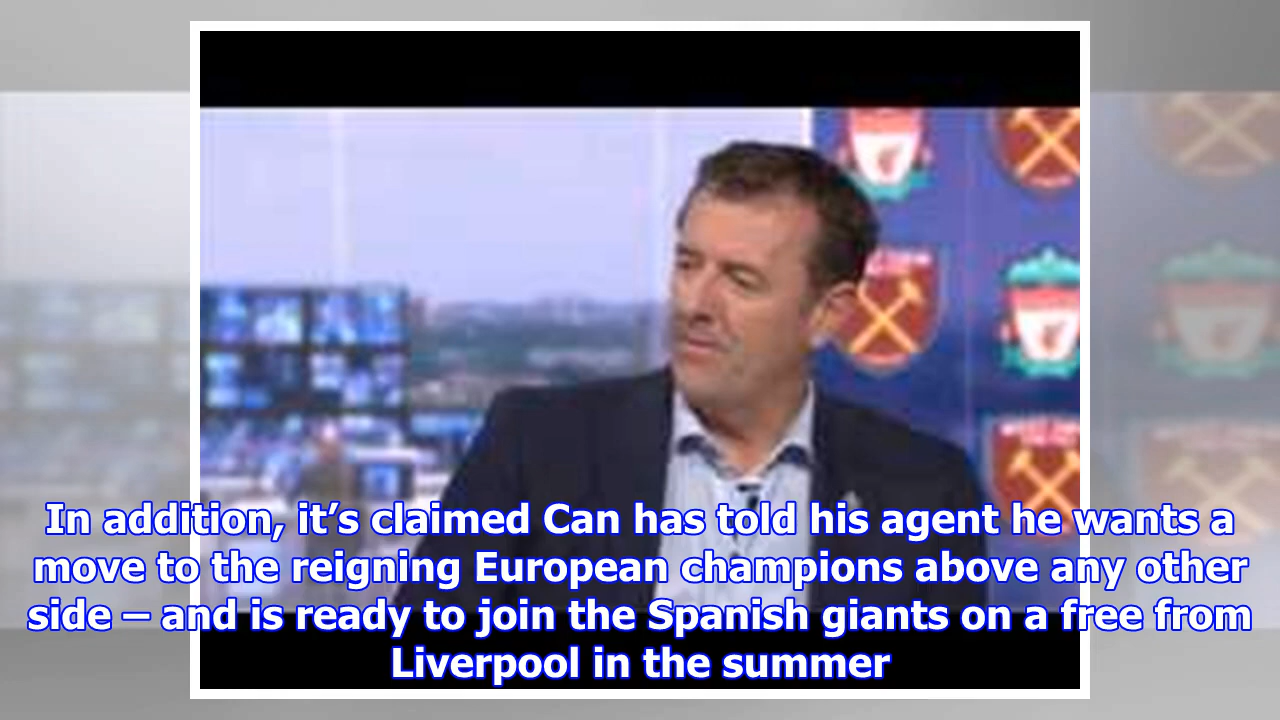 In addition, it’s claimed Can has told his agent he wants a
move to the reigning European champions above any other
side – and is ready to join the Spanish giants on a free from
Liverpool in the summer